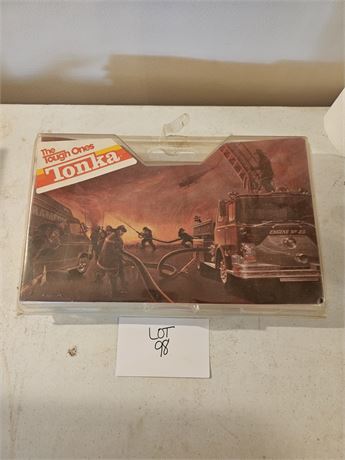 The
Tough Ones
Tonka
ENGINE Nº 23
LOT
98